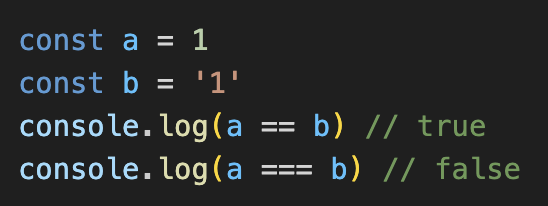 const a = 1
const b = '1'
console.log(a == b) // true
console.log(a === b) // false